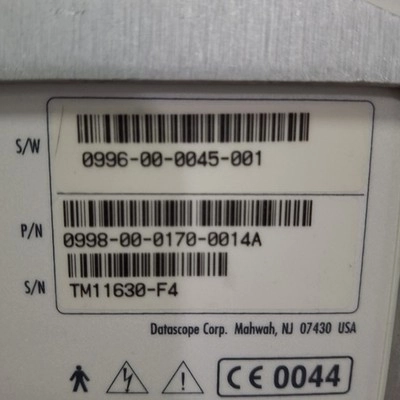 S/W 0996-00-0045-001
P/N 0998-00-0170-0014A
S/N TM11630-F4
Datascope Corp. Mahwah, NJ 07430 USA
CE 0044